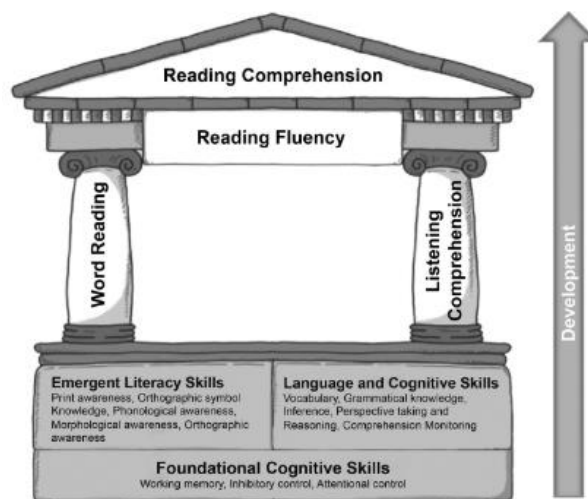 Reading Comprehension
Reading Fluency
Word Reading
Listening
Comprehension
Development
Emergent Literacy Skills
Print awareness, Orthographic symbol
Knowledge, Phonological awareness,
Morphological awareness, Orthographic
awareness
Language and Cognitive Skills
Vocabulary, Grammatical knowledge,
Inference, Perspective taking and
Reasoning, Comprehension Monitoring
Foundational Cognitive Skills
Working memory, Inhibitory control, Attentional control